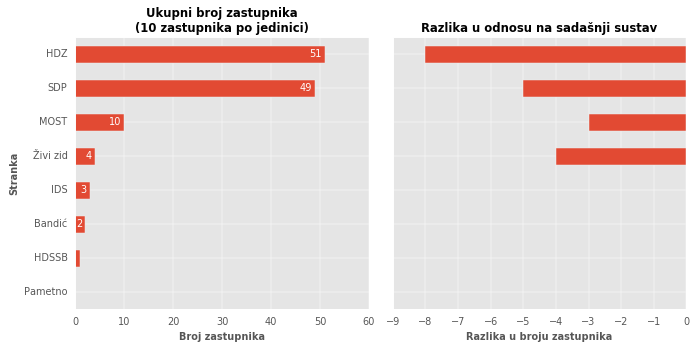 Ukupni broj zastupnika
(10 zastupnika po jedinici)
Stranka
HDZ
SDP
MOST
Živi zid
IDS
Bandić
HDSSB
Pametno
51
49
10
4
3
2
0 10 20 30 40 50 60
Broj zastupnika
Razlika u odnosu na sadašnji sustav
−9 −8 −7 −6 −5 −4 −3 −2 −1 0
Razlika u broju zastupnika